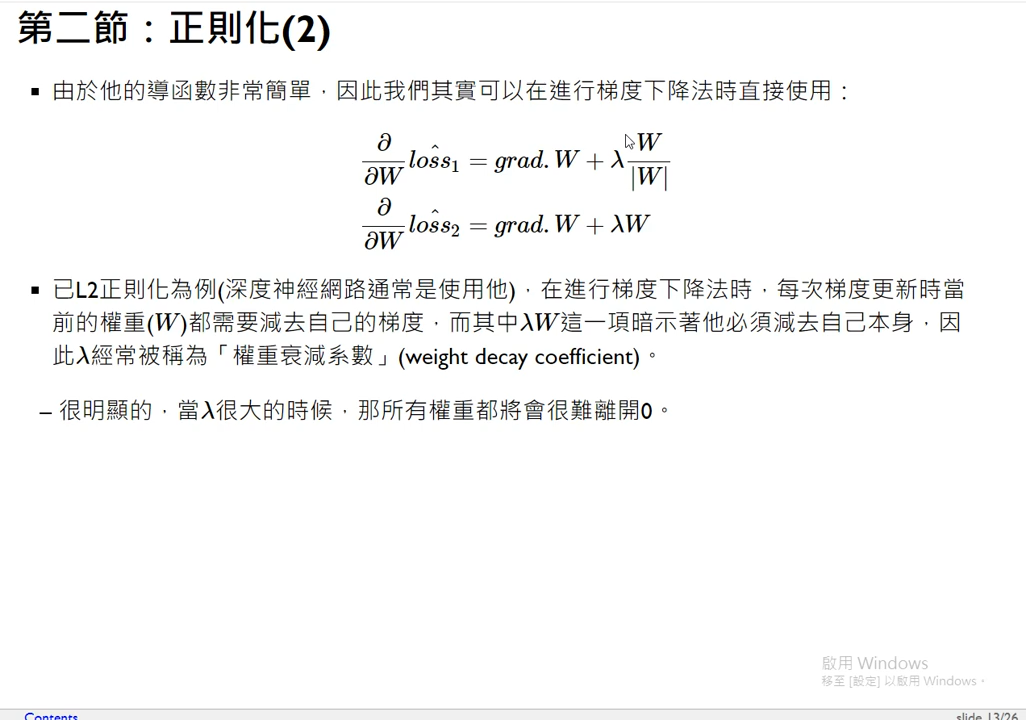 第二節：正則化(2)
▪ 由於他的導函數非常簡單，因此我們其實可以在進行梯度下降法時直接使用：
∂/∂W lôss₁ = grad. W + λ W/|W|
∂/∂W lôss₂ = grad. W + λW
▪ 已L2正則化為例(深度神經網路通常是使用他)，在進行梯度下降法時，每次梯度更新時當
前的權重(W)都需要減去自己的梯度，而其中λW這一項暗示著他必須減去自己本身，因
此λ經常被稱為「權重衰減系數」(weight decay coefficient)。
– 很明顯的，當λ很大的時候，那所有權重都將會很難離開0。
啟用 Windows
移至 [設定] 以啟用 Windows。
Contents
slide 13/26